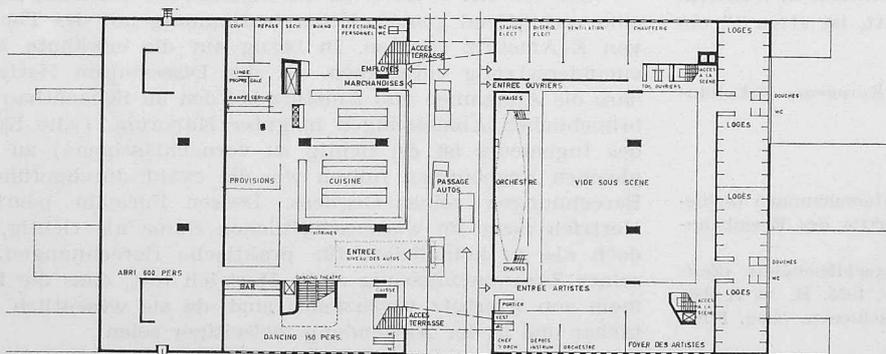 COUT.
REPASS
SECH.
BUAND.
REFECTOIRE
PERSONNEL
WC
WC
ACCES
TERRASSE
EMPLOYES
MARCHANDISES
LINGE
SALE
RAMPE SERVICE
PROVISIONS
CUISINE
VITRINES
ENTREE
NIVEAU DES AUTOS
ABRI 600 PERS
BAR
DANCING THEATRE
DANCING 150 PERS.
ACCES
TERRASSE
PASSAGE
AUTOS
STATION
ELECT
DISTRIB.
ELECT
VENTILATION
CHAUFFERIE
LOGES
ENTREE OUVRIERS
TOIL OUVRIERS
ACCES
A LA
SCENE
CHAISES
ORCHESTRE
VIDE SOUS SCENE
CHAISES
DOUCHES
WC
LOGES
LOGES
DOUCHES
WC
LOGES
ENTREE ARTISTES
PORTIER
VEST
CHEF
D'ORCH
DEPOTS
INSTRUM
ORCHESTRE
FOYER DES ARTISTES
ACCES
SCENE